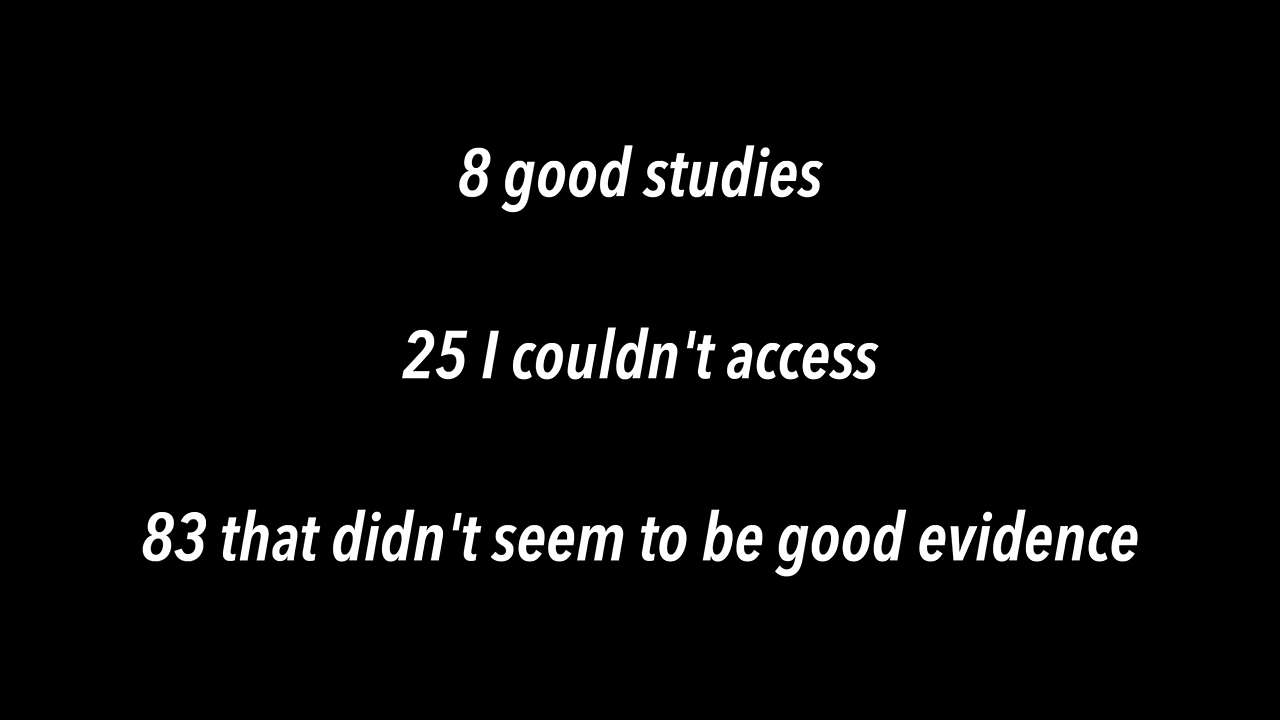 8 good studies
25 I couldn't access
83 that didn't seem to be good evidence